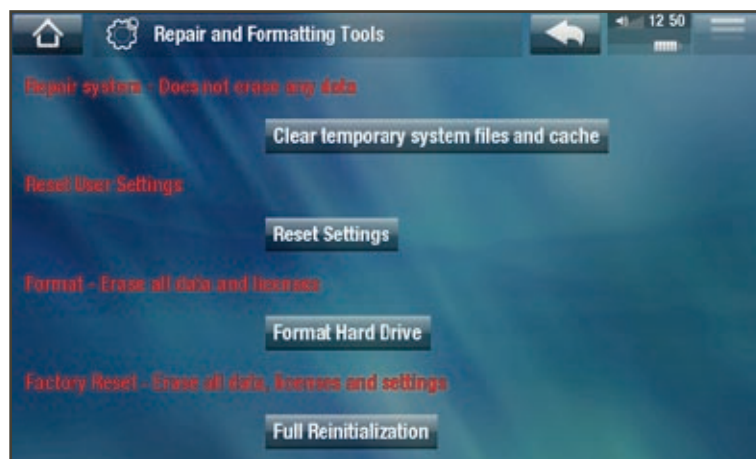 Repair and Formatting Tools
12 50
Repair system - Does not erase any data
Clear temporary system files and cache
Reset User Settings
Reset Settings
Format - Erase all data and licenses
Format Hard Drive
Factory Reset - Erase all data, licenses and settings
Full Reinitialization